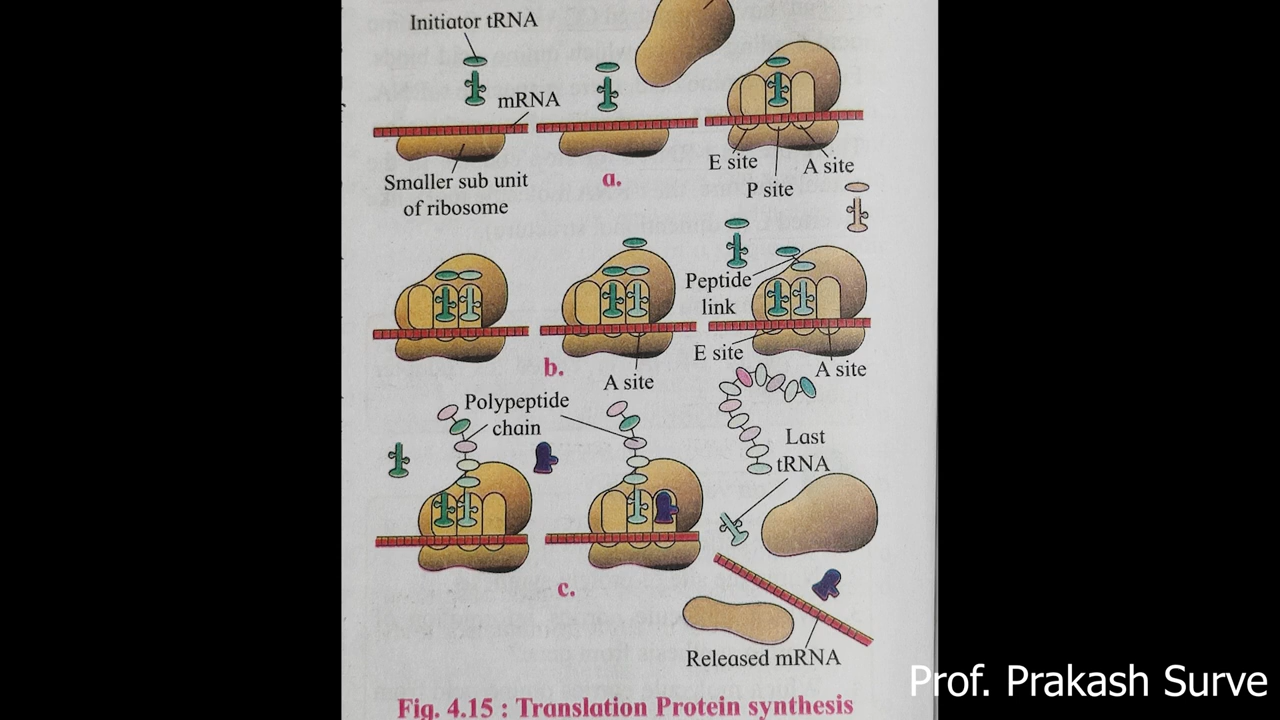 Initiator tRNA
mRNA
Smaller sub unit
of ribosome
a.
E site
P site
A site
b.
A site
Peptide
link
E site
A site
Polypeptide
chain
Last
tRNA
c.
Released mRNA
Fig. 4.15 : Translation Protein synthesis
Prof. Prakash Surve